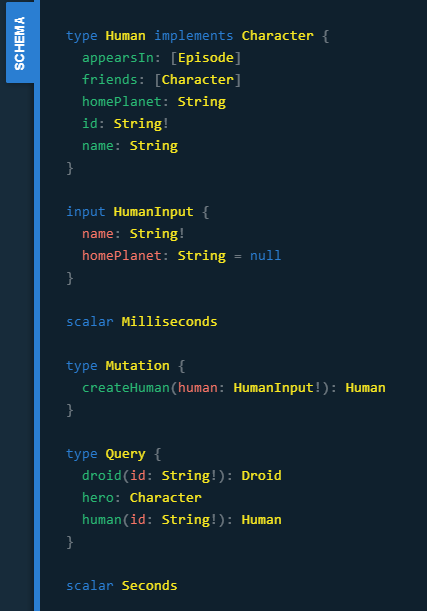 SCHEMA
type Human implements Character {
appearsIn: [Episode]
friends: [Character]
homePlanet: String
id: String!
name: String
}
input HumanInput {
name: String!
homePlanet: String = null
}
scalar Milliseconds
type Mutation {
createHuman(human: HumanInput!): Human
}
type Query {
droid(id: String!): Droid
hero: Character
human(id: String!): Human
}
scalar Seconds